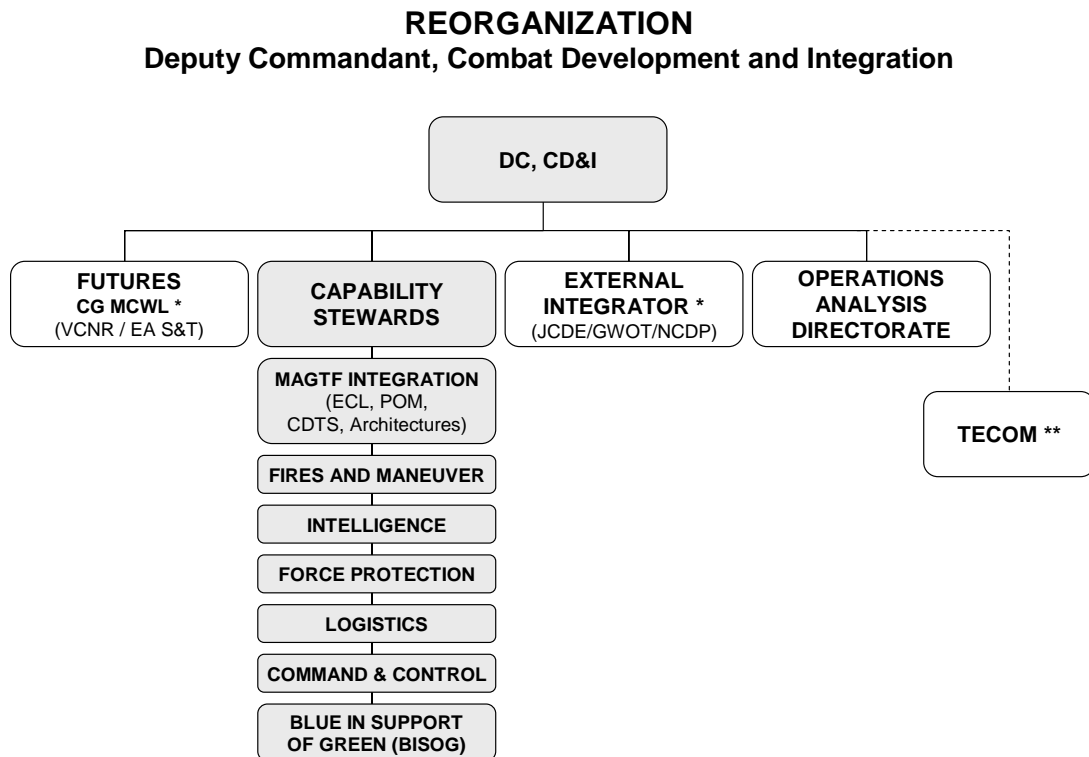 REORGANIZATION
Deputy Commandant, Combat Development and Integration
DC, CD&I
FUTURES
CG MCWL *
(VCNR / EA S&T)
CAPABILITY
STEWARDS
EXTERNAL
INTEGRATOR *
(JCDE/GWOT/NCDP)
OPERATIONS
ANALYSIS
DIRECTORATE
MAGTF INTEGRATION
(ECL, POM,
CDTS, Architectures)
TECOM **
FIRES AND MANEUVER
INTELLIGENCE
FORCE PROTECTION
LOGISTICS
COMMAND & CONTROL
BLUE IN SUPPORT
OF GREEN (BISOG)